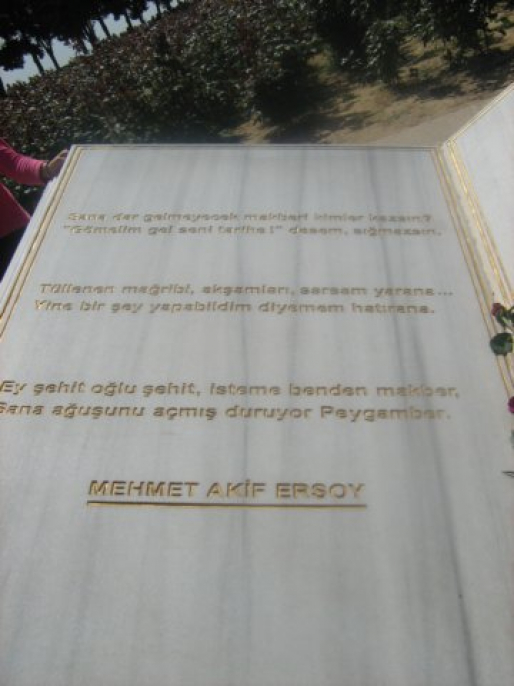 Sana dar gelmeyecek makberi kimler kazsın?
"Gömelim gel seni tarihe!" desem, sığmazsın.
Tüllenen mağribi, akşamları, sarsam yarana...
Yine bir şey yapabildim diyemem hatırana.
Ey şehit oğlu şehit, isteme benden makber,
Sana ağuşunu açmış duruyor Peygamber.
MEHMET AKİF ERSOY